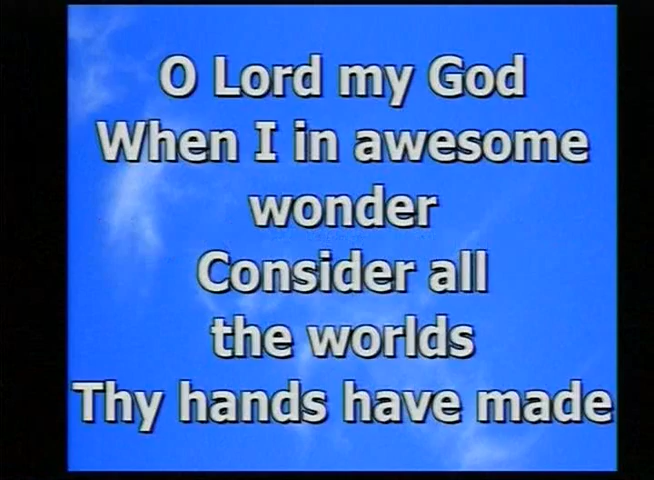 O Lord my God
When I in awesome
wonder
Consider all
the worlds
Thy hands have made